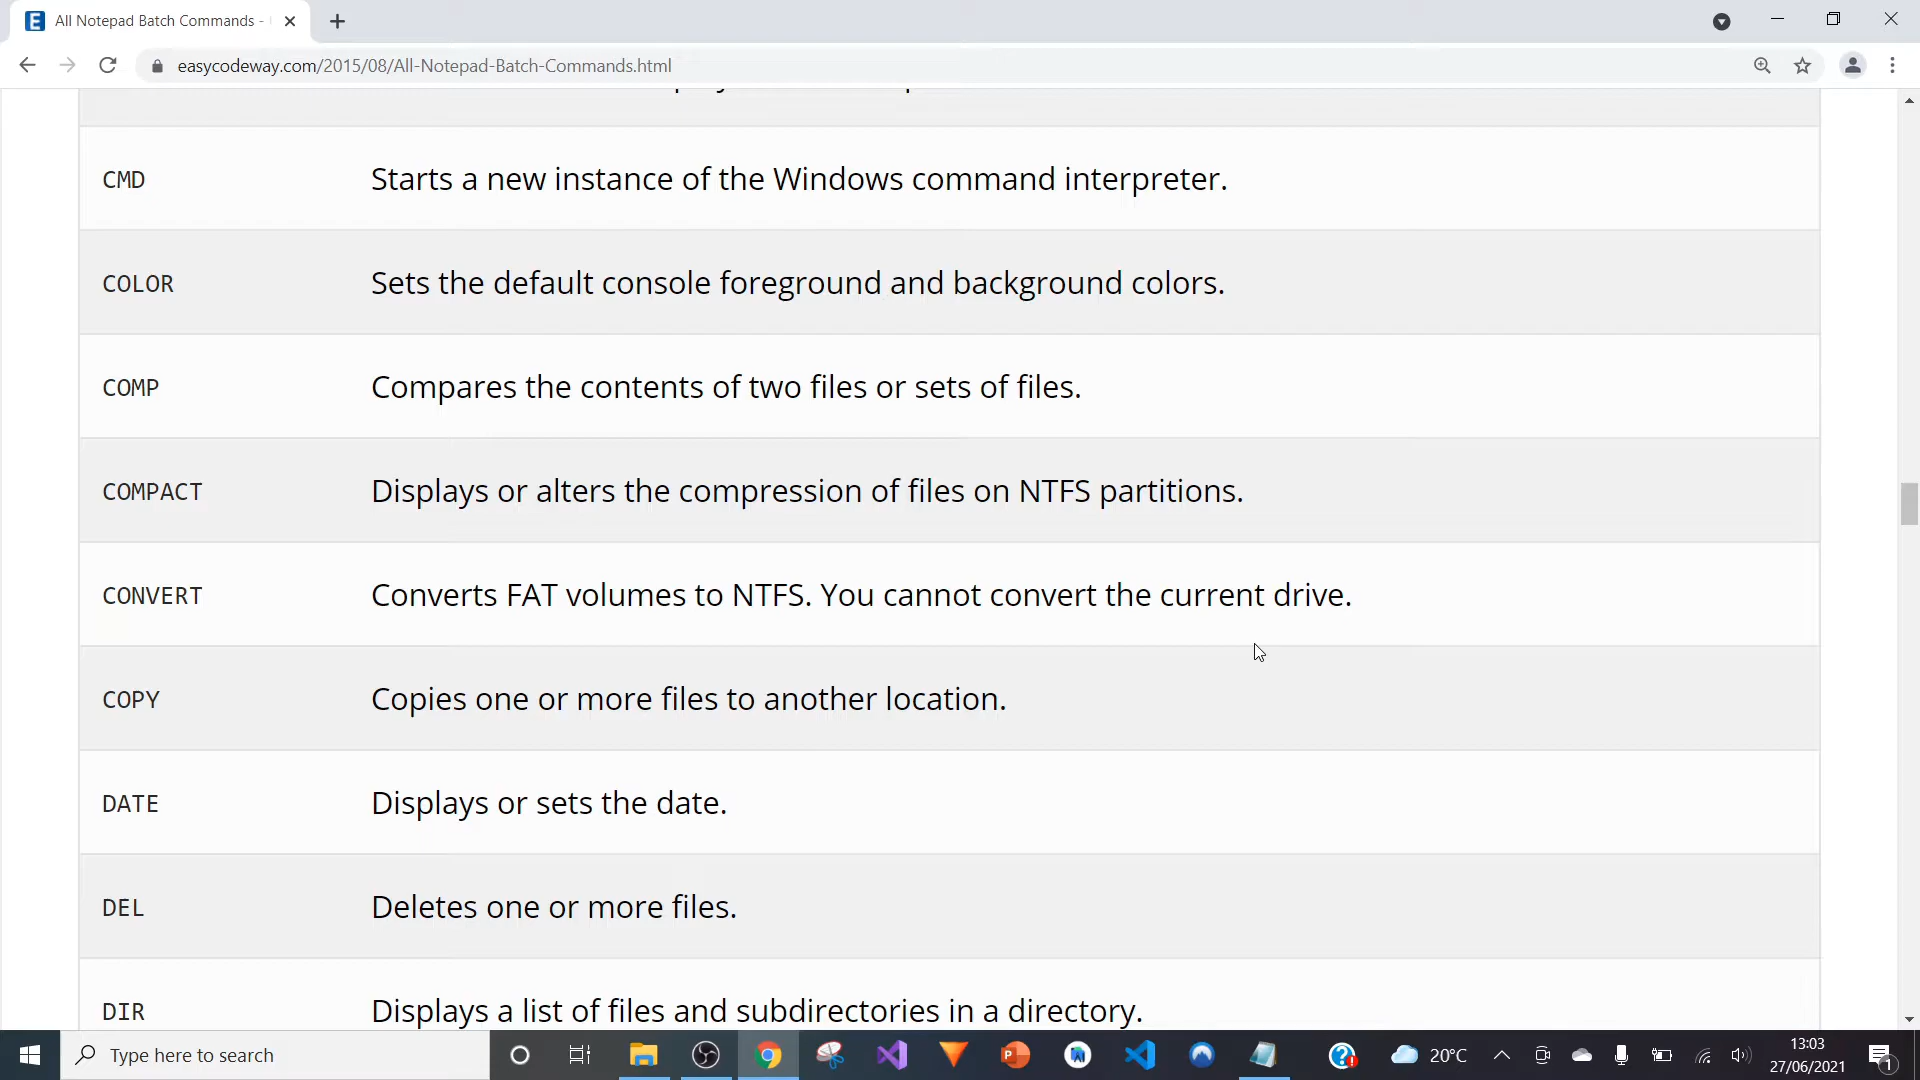 All Notepad Batch Commands -
easycodeway.com/2015/08/All-Notepad-Batch-Commands.html
CMD Starts a new instance of the Windows command interpreter.
COLOR Sets the default console foreground and background colors.
COMP Compares the contents of two files or sets of files.
COMPACT Displays or alters the compression of files on NTFS partitions.
CONVERT Converts FAT volumes to NTFS. You cannot convert the current drive.
COPY Copies one or more files to another location.
DATE Displays or sets the date.
DEL Deletes one or more files.
DIR Displays a list of files and subdirectories in a directory.
Type here to search
20°C
13:03
27/06/2021
1